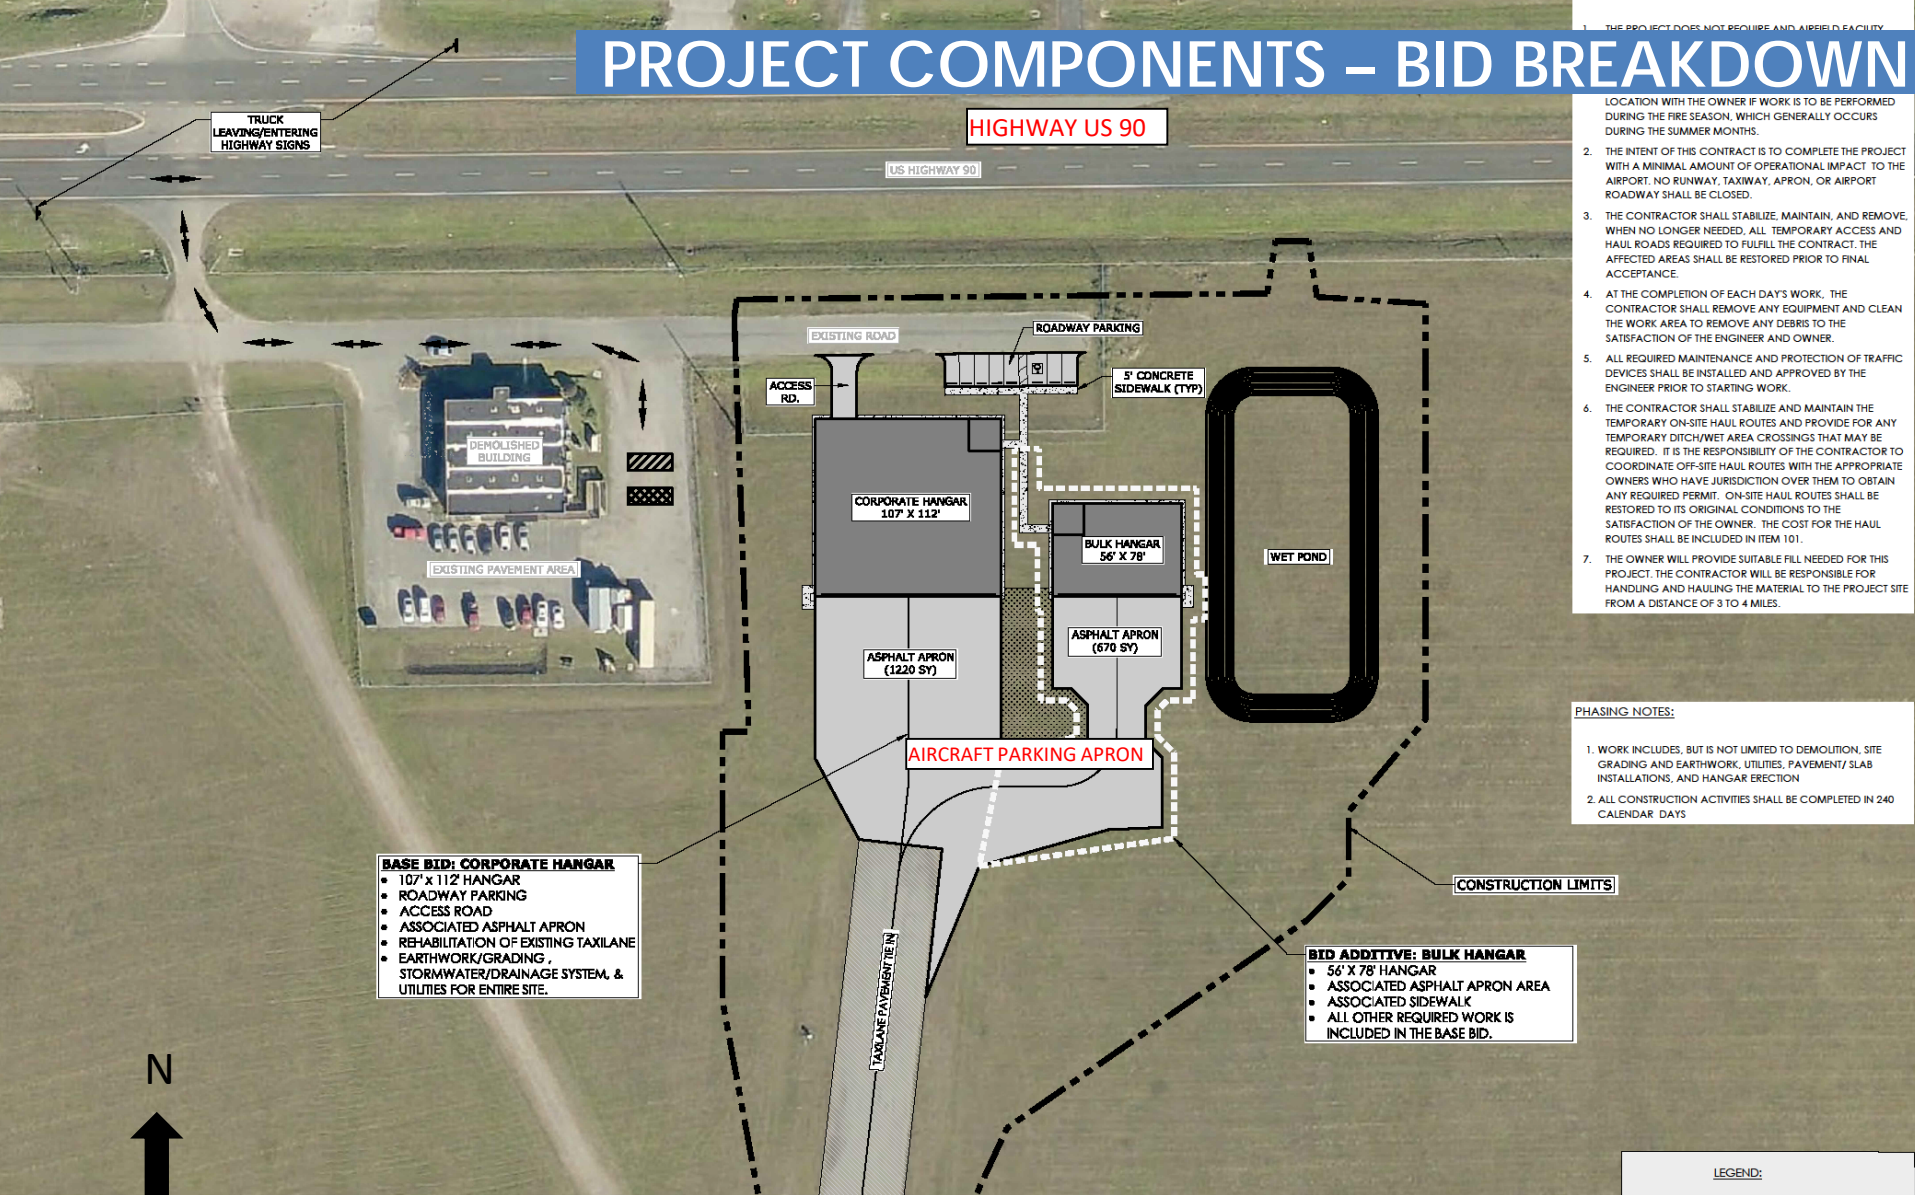 PROJECT COMPONENTS – BID BREAKDOWN
1. THE PROJECT DOES NOT REQUIRE AND AIRFIELD FACILITY
LOCATION WITH THE OWNER IF WORK IS TO BE PERFORMED
DURING THE FIRE SEASON, WHICH GENERALLY OCCURS
DURING THE SUMMER MONTHS.
2. THE INTENT OF THIS CONTRACT IS TO COMPLETE THE PROJECT
WITH A MINIMAL AMOUNT OF OPERATIONAL IMPACT TO THE
AIRPORT. NO RUNWAY, TAXIWAY, APRON, OR AIRPORT
ROADWAY SHALL BE CLOSED.
3. THE CONTRACTOR SHALL STABILIZE, MAINTAIN, AND REMOVE,
WHEN NO LONGER NEEDED, ALL TEMPORARY ACCESS AND
HAUL ROADS REQUIRED TO FULFILL THE CONTRACT. THE
AFFECTED AREAS SHALL BE RESTORED PRIOR TO FINAL
ACCEPTANCE.
4. AT THE COMPLETION OF EACH DAY'S WORK, THE
CONTRACTOR SHALL REMOVE ANY EQUIPMENT AND CLEAN
THE WORK AREA TO REMOVE ANY DEBRIS TO THE
SATISFACTION OF THE ENGINEER AND OWNER.
5. ALL REQUIRED MAINTENANCE AND PROTECTION OF TRAFFIC
DEVICES SHALL BE INSTALLED AND APPROVED BY THE
ENGINEER PRIOR TO STARTING WORK.
6. THE CONTRACTOR SHALL STABILIZE AND MAINTAIN THE
TEMPORARY ON-SITE HAUL ROUTES AND PROVIDE FOR ANY
TEMPORARY DITCH/WET AREA CROSSINGS THAT MAY BE
REQUIRED. IT IS THE RESPONSIBILITY OF THE CONTRACTOR TO
COORDINATE OFF-SITE HAUL ROUTES WITH THE APPROPRIATE
OWNERS WHO HAVE JURISDICTION OVER THEM TO OBTAIN
ANY REQUIRED PERMIT. ON-SITE HAUL ROUTES SHALL BE
RESTORED TO ITS ORIGINAL CONDITIONS TO THE
SATISFACTION OF THE OWNER. THE COST FOR THE HAUL
ROUTES SHALL BE INCLUDED IN ITEM 101.
7. THE OWNER WILL PROVIDE SUITABLE FILL NEEDED FOR THIS
PROJECT. THE CONTRACTOR WILL BE RESPONSIBLE FOR
HANDLING AND HAULING THE MATERIAL TO THE PROJECT SITE
FROM A DISTANCE OF 3 TO 4 MILES.
TRUCK
LEAVING/ENTERING
HIGHWAY SIGNS
HIGHWAY US 90
US HIGHWAY 90
EXISTING ROAD
ROADWAY PARKING
ACCESS
RD.
5' CONCRETE
SIDEWALK (TYP)
DEMOLISHED
BUILDING
CORPORATE HANGAR
107' X 112'
BULK HANGAR
56' X 78'
WET POND
EXISTING PAVEMENT AREA
ASPHALT APRON
(1220 SY)
ASPHALT APRON
(670 SY)
AIRCRAFT PARKING APRON
PHASING NOTES:
1. WORK INCLUDES, BUT IS NOT LIMITED TO DEMOLITION, SITE
GRADING AND EARTHWORK, UTILITIES, PAVEMENT/ SLAB
INSTALLATIONS, AND HANGAR ERECTION
2. ALL CONSTRUCTION ACTIVITIES SHALL BE COMPLETED IN 240
CALENDAR DAYS
BASE BID: CORPORATE HANGAR
• 107' x 112' HANGAR
• ROADWAY PARKING
• ACCESS ROAD
• ASSOCIATED ASPHALT APRON
• REHABILITATION OF EXISTING TAXILANE
• EARTHWORK/GRADING ,
STORMWATER/DRAINAGE SYSTEM, &
UTILITIES FOR ENTIRE SITE.
CONSTRUCTION LIMITS
TAXILANE PAVEMENT TIE IN
BID ADDITIVE: BULK HANGAR
• 56' X 78' HANGAR
• ASSOCIATED ASPHALT APRON AREA
• ASSOCIATED SIDEWALK
• ALL OTHER REQUIRED WORK IS
INCLUDED IN THE BASE BID.
N
LEGEND: